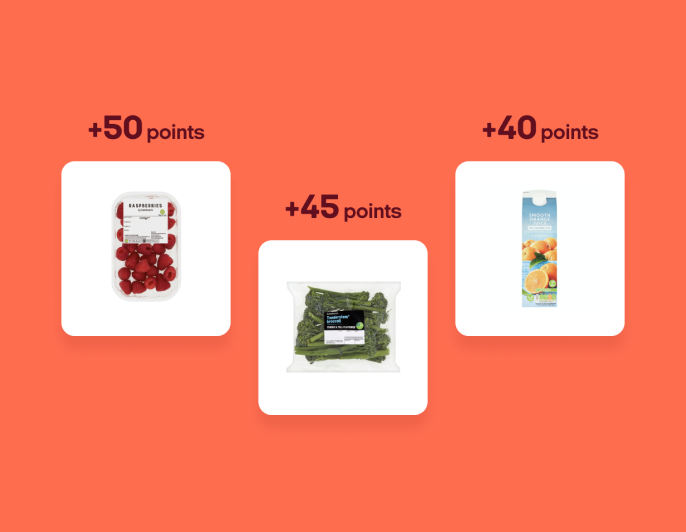 +50 points
+40 points
+45 points
RASPBERRIES
SMOOTH
ORANGE
JUICE
Tenderstem
broccoli